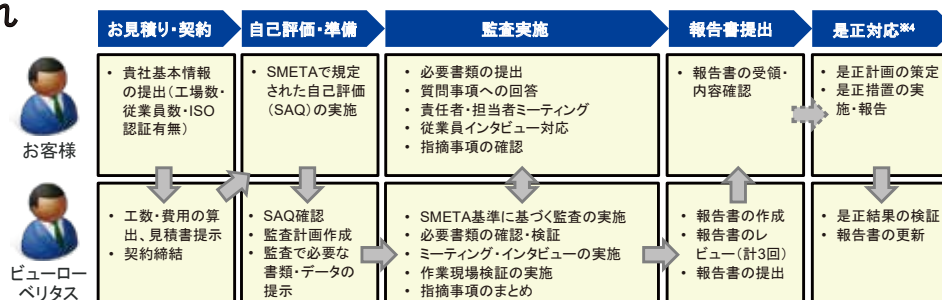 れ
お見積り・契約
自己評価・準備
監査実施
報告書提出
是正対応※4
お客様
• 貴社基本情報
の提出（工場数・
従業員数・ISO
認証有無）
• SMETAで規定
された自己評価
（SAQ）の実施
• 必要書類の提出
• 質問事項への回答
• 責任者・担当者ミーティング
• 従業員インタビュー対応
• 指摘事項の確認
• 報告書の受領・
内容確認
• 是正計画の策定
• 是正措置の実
施・報告
ビューロー
ベリタス
• 工数・費用の算
出、見積書提示
• 契約締結
• SAQ確認
• 監査計画作成
• 監査で必要な
書類・データの
提示
• SMETA基準に基づく監査の実施
• 必要書類の確認・検証
• ミーティング・インタビューの実施
• 作業現場検証の実施
• 指摘事項のまとめ
• 報告書の作成
• 報告書のレ
ビュー（計3回）
• 報告書の提出
• 是正結果の検証
• 報告書の更新